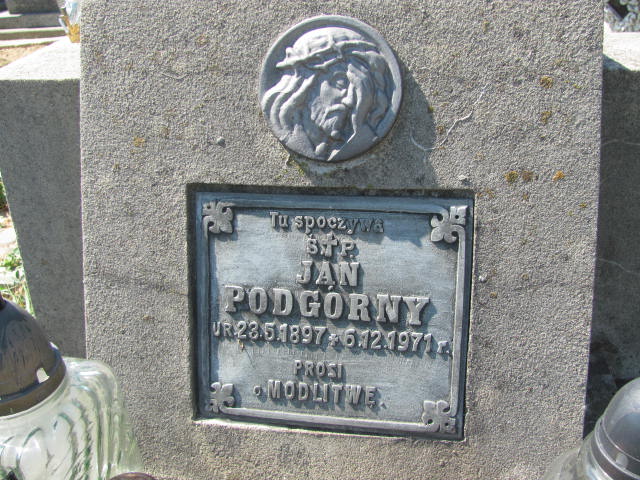 Tu spoczywa
Ś.†P.
JAN
PODGÓRNY
UR.23.5.1897 + 6.12.1971 r.
PROSI
o MODLITWĘ.